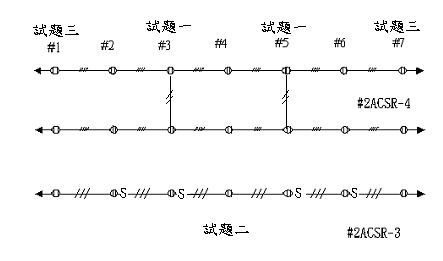 試題三 試題一 試題一 試題三
#1 #2 #3 #4 #5 #6 #7
#2ACSR-4
S S S S
試題二
#2ACSR-3